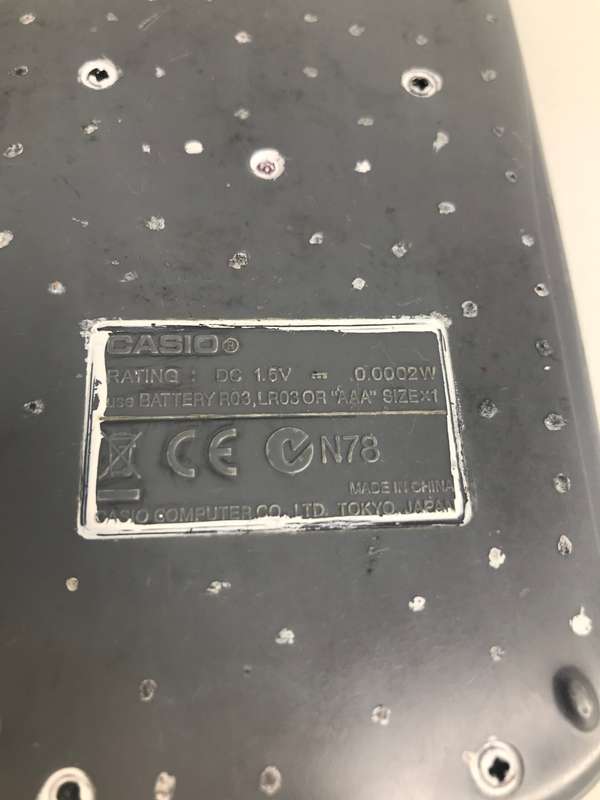 CASIO®
RATING : DC 1.5V ⎓ 0.0002W
use BATTERY R03, LR03 OR "AAA" SIZE×1
CE N78
MADE IN CHINA
CASIO COMPUTER CO., LTD. TOKYO, JAPAN